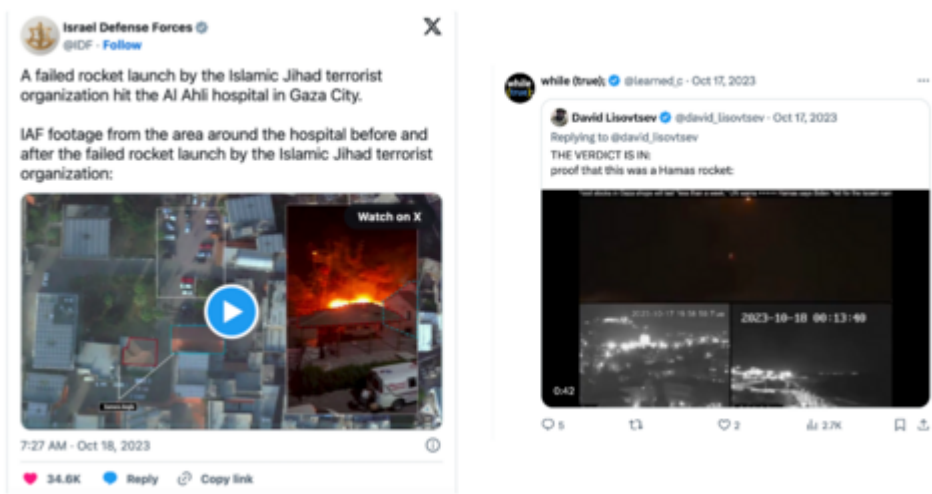 Israel Defense Forces
@IDF · Follow
A failed rocket launch by the Islamic Jihad terrorist
organization hit the Al Ahli hospital in Gaza City.
IAF footage from the area around the hospital before and
after the failed rocket launch by the Islamic Jihad terrorist
organization:
Watch on X
7:27 AM · Oct 18, 2023
34.6K Reply Copy link
while (true); @learned_c · Oct 17, 2023
while
(true)
David Lisovtsev @david_lisovtsev · Oct 17, 2023
Replying to @david_lisovtsev
THE VERDICT IS IN:
proof that this was a Hamas rocket:
2023-10-18 00:13:40
0:42
5 2 2.7K